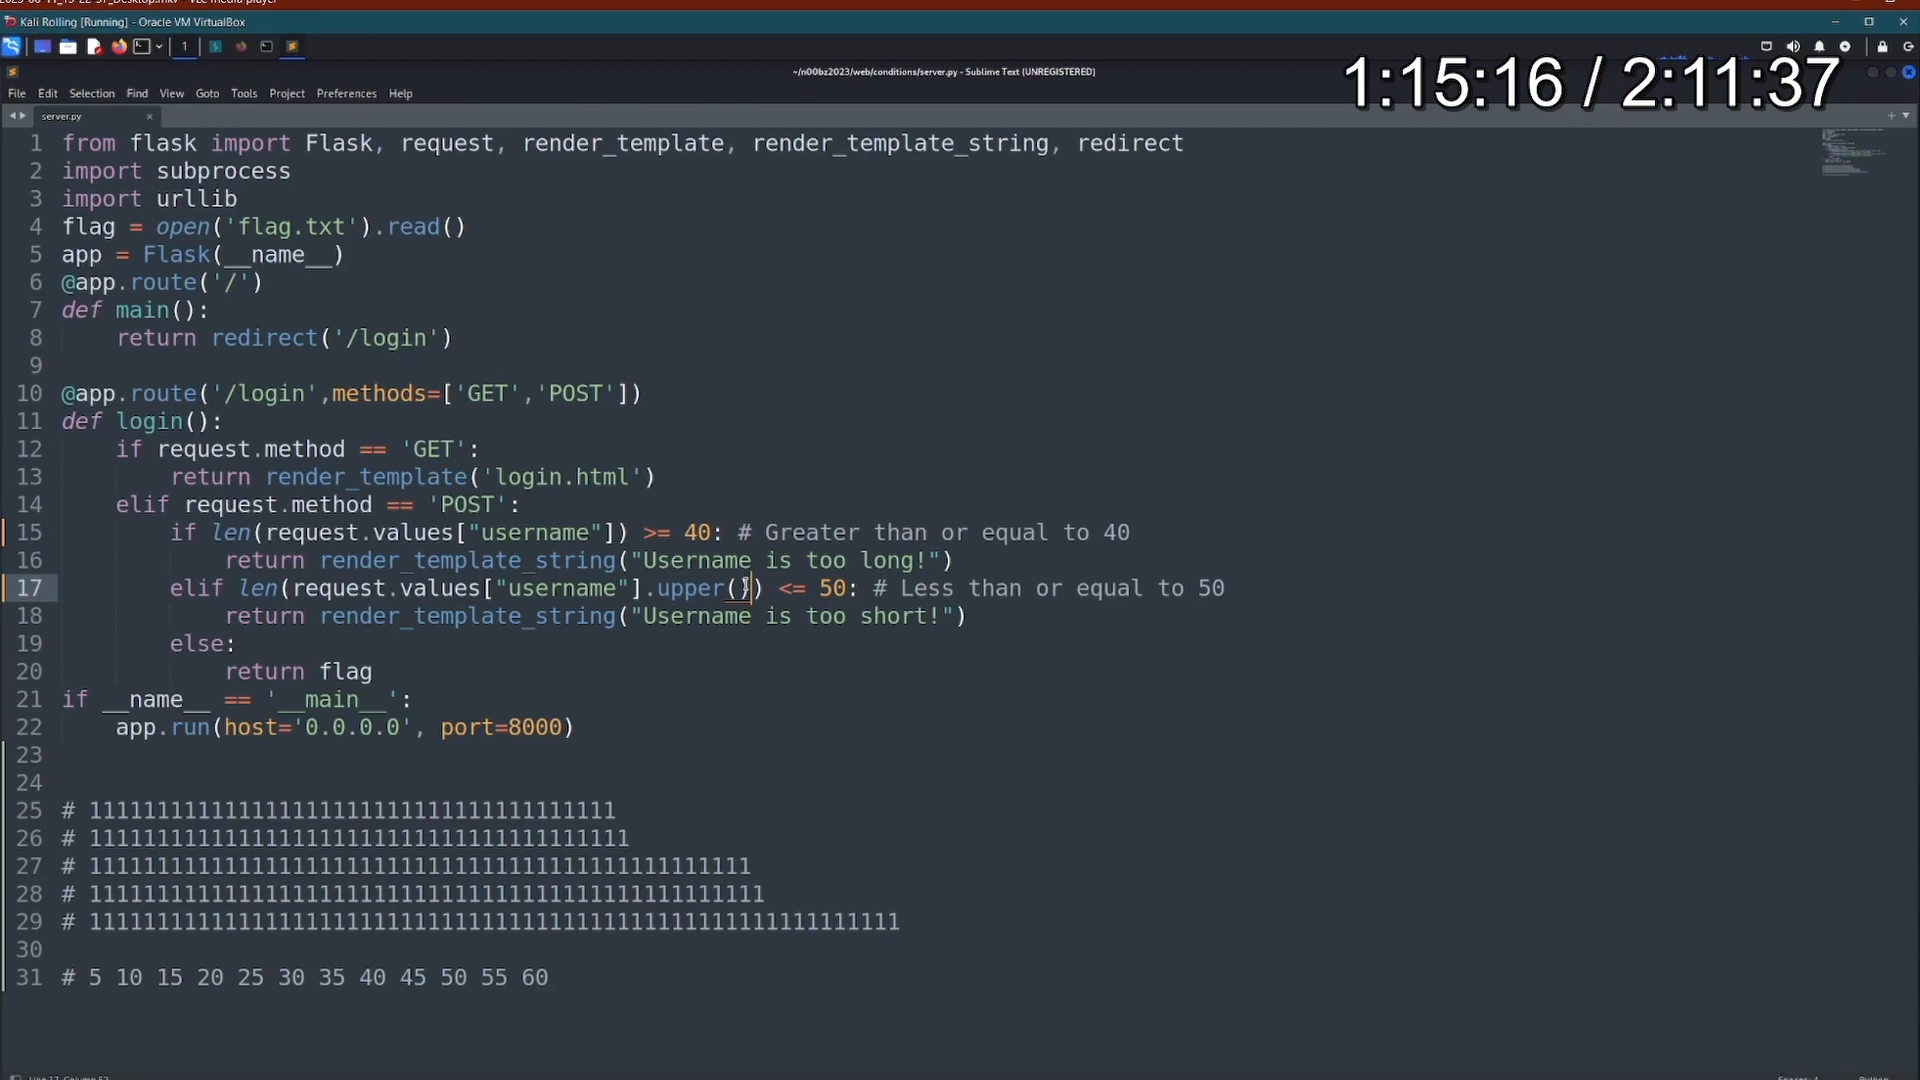 Kali Rolling [Running] - Oracle VM VirtualBox
1
~/n00bz2023/web/conditions/server.py - Sublime Text (UNREGISTERED)
1:15:16 / 2:11:37
File Edit Selection Find View Goto Tools Project Preferences Help
server.py
1 from flask import Flask, request, render_template, render_template_string, redirect
2 import subprocess
3 import urllib
4 flag = open('flag.txt').read()
5 app = Flask(__name__)
6 @app.route('/')
7 def main():
8 return redirect('/login')
9
10 @app.route('/login',methods=['GET','POST'])
11 def login():
12 if request.method == 'GET':
13 return render_template('login.html')
14 elif request.method == 'POST':
15 if len(request.values["username"]) >= 40: # Greater than or equal to 40
16 return render_template_string("Username is too long!")
17 elif len(request.values["username"].upper()) <= 50: # Less than or equal to 50
18 return render_template_string("Username is too short!")
19 else:
20 return flag
21 if __name__ == '__main__':
22 app.run(host='0.0.0.0', port=8000)
23
24
25 # 111111111111111111111111111111111111111
26 # 1111111111111111111111111111111111111111
27 # 1111111111111111111111111111111111111111111111111
28 # 11111111111111111111111111111111111111111111111111
29 # 111111111111111111111111111111111111111111111111111111111111
30
31 # 5 10 15 20 25 30 35 40 45 50 55 60